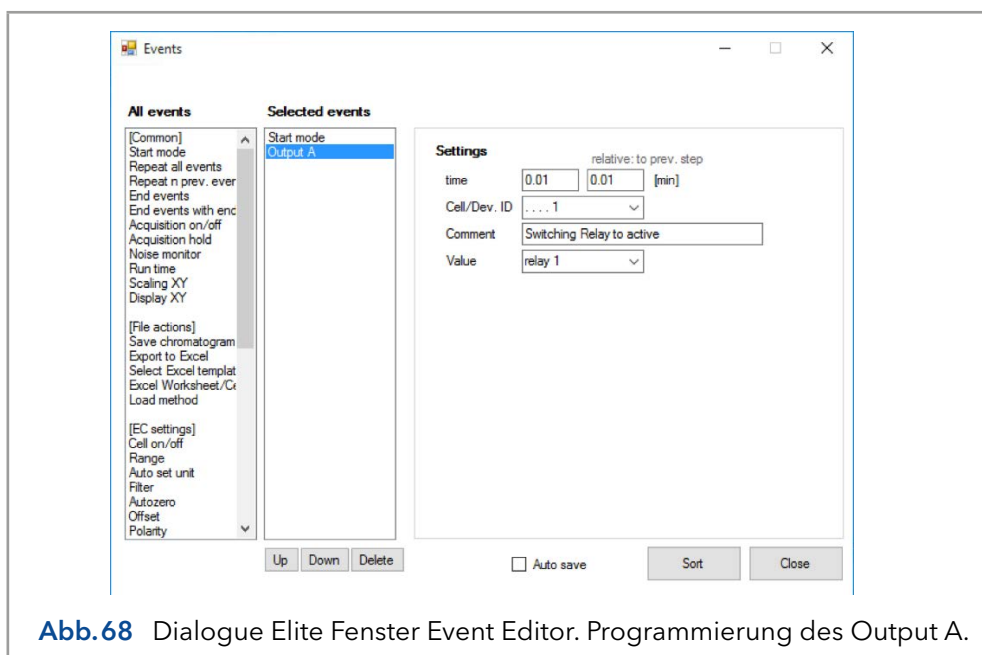 Events
All events
Selected events
[Common]
Start mode
Repeat all events
Repeat n prev. ever
End events
End events with enc
Acquisition on/off
Acquisition hold
Noise monitor
Run time
Scaling XY
Display XY
[File actions]
Save chromatogram
Export to Excel
Select Excel templat
Excel Worksheet/Ce
Load method
[EC settings]
Cell on/off
Range
Auto set unit
Filter
Autozero
Offset
Polarity
Start mode
Output A
Up Down Delete
Settings
relative: to prev. step
time 0.01 0.01 [min]
Cell/Dev. ID . . . . 1
Comment Switching Relay to active
Value relay 1
Auto save Sort Close
Abb.68 Dialogue Elite Fenster Event Editor. Programmierung des Output A.